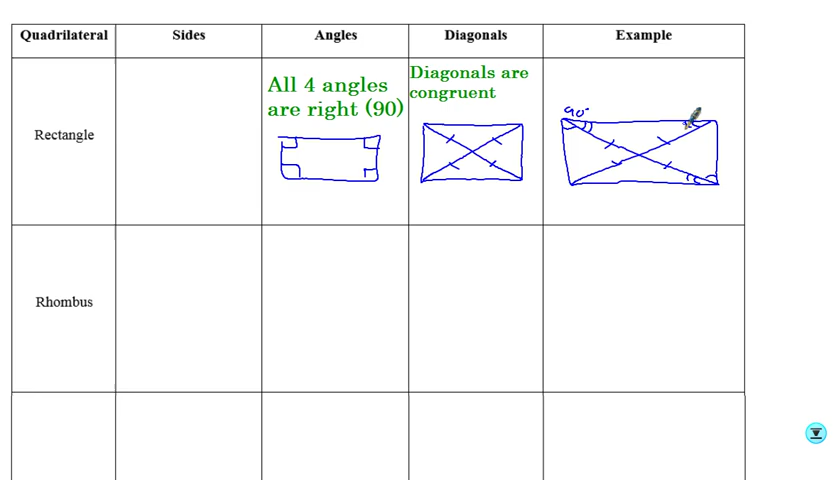 Quadrilateral Sides Angles Diagonals Example
Rectangle
All 4 angles
are right (90)
Diagonals are
congruent
90°
Rhombus